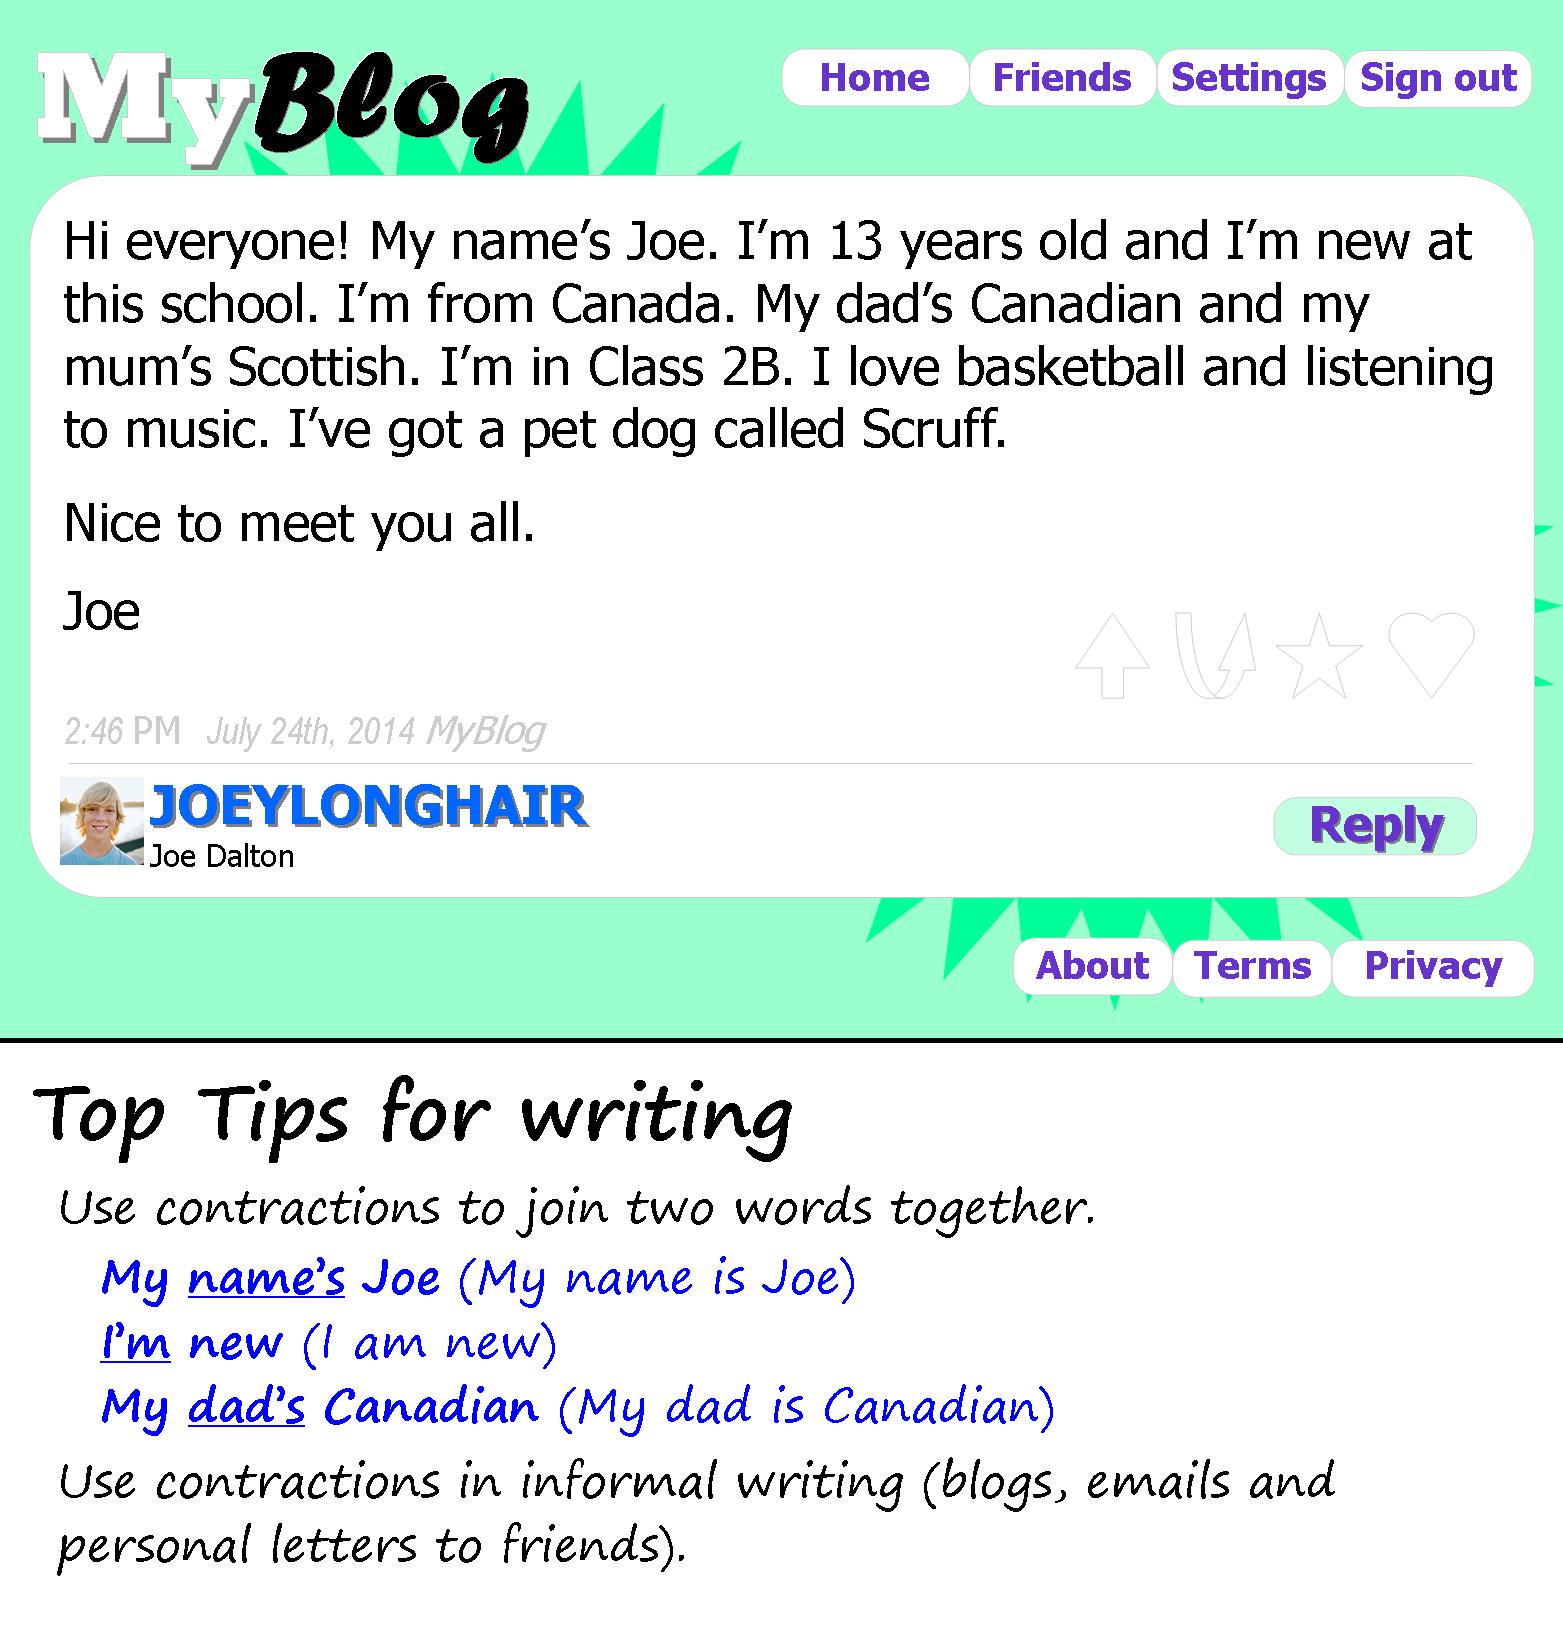 MyBlog
Home Friends Settings Sign out
Hi everyone! My name’s Joe. I’m 13 years old and I’m new at
this school. I’m from Canada. My dad’s Canadian and my
mum’s Scottish. I’m in Class 2B. I love basketball and listening
to music. I’ve got a pet dog called Scruff.
Nice to meet you all.
Joe
2:46 PM July 24th, 2014 MyBlog
JOEYLONGHAIR
Joe Dalton
Reply
About Terms Privacy
Top Tips for writing
Use contractions to join two words together.
My name’s Joe (My name is Joe)
I’m new (I am new)
My dad’s Canadian (My dad is Canadian)
Use contractions in informal writing (blogs, emails and
personal letters to friends).